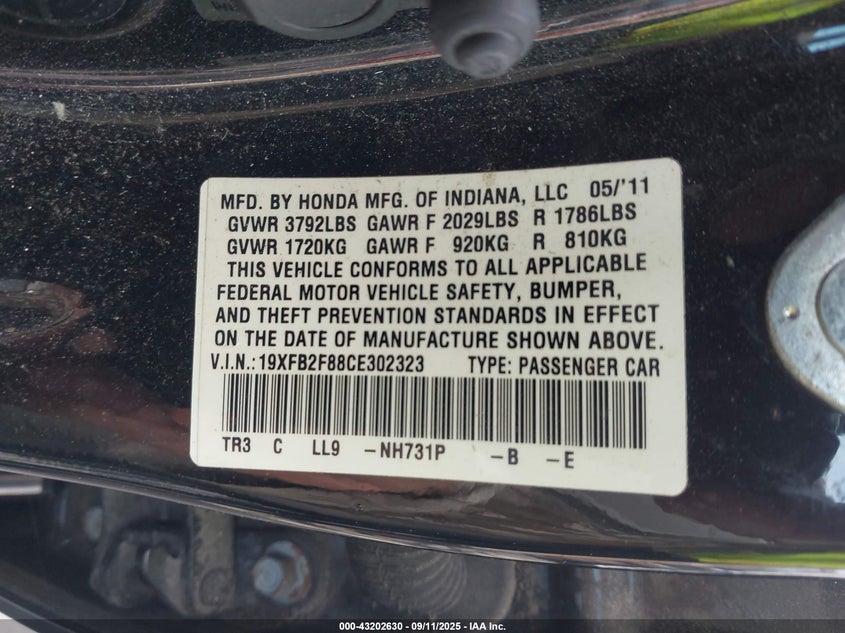 MFD. BY HONDA MFG. OF INDIANA, LLC 05/'11
GVWR 3792LBS GAWR F 2029LBS R 1786LBS
GVWR 1720KG GAWR F 920KG R 810KG
THIS VEHICLE CONFORMS TO ALL APPLICABLE
FEDERAL MOTOR VEHICLE SAFETY, BUMPER,
AND THEFT PREVENTION STANDARDS IN EFFECT
ON THE DATE OF MANUFACTURE SHOWN ABOVE.
V.I.N.:19XFB2F88CE302323 TYPE: PASSENGER CAR
TR3 C LL9 -NH731P -B -E
000-43202630 - 09/11/2025 - IAA Inc.